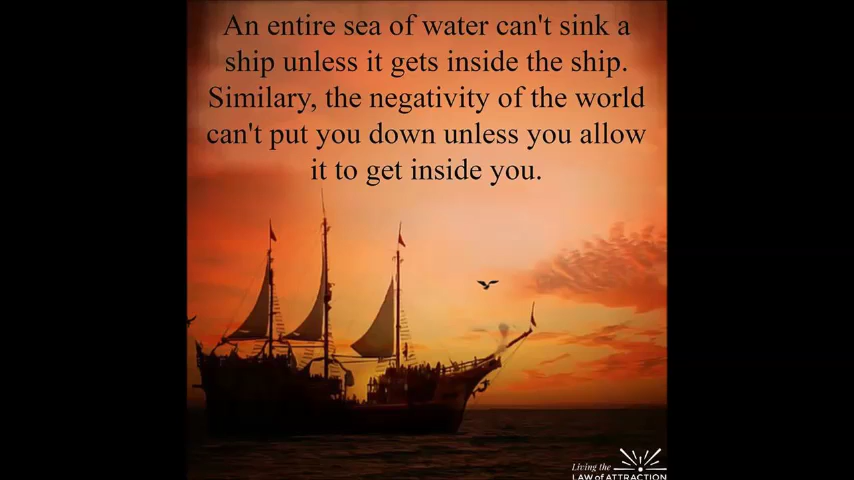 An entire sea of water can't sink a
ship unless it gets inside the ship.
Similary, the negativity of the world
can't put you down unless you allow
it to get inside you.
Living the
LAW of ATTRACTION